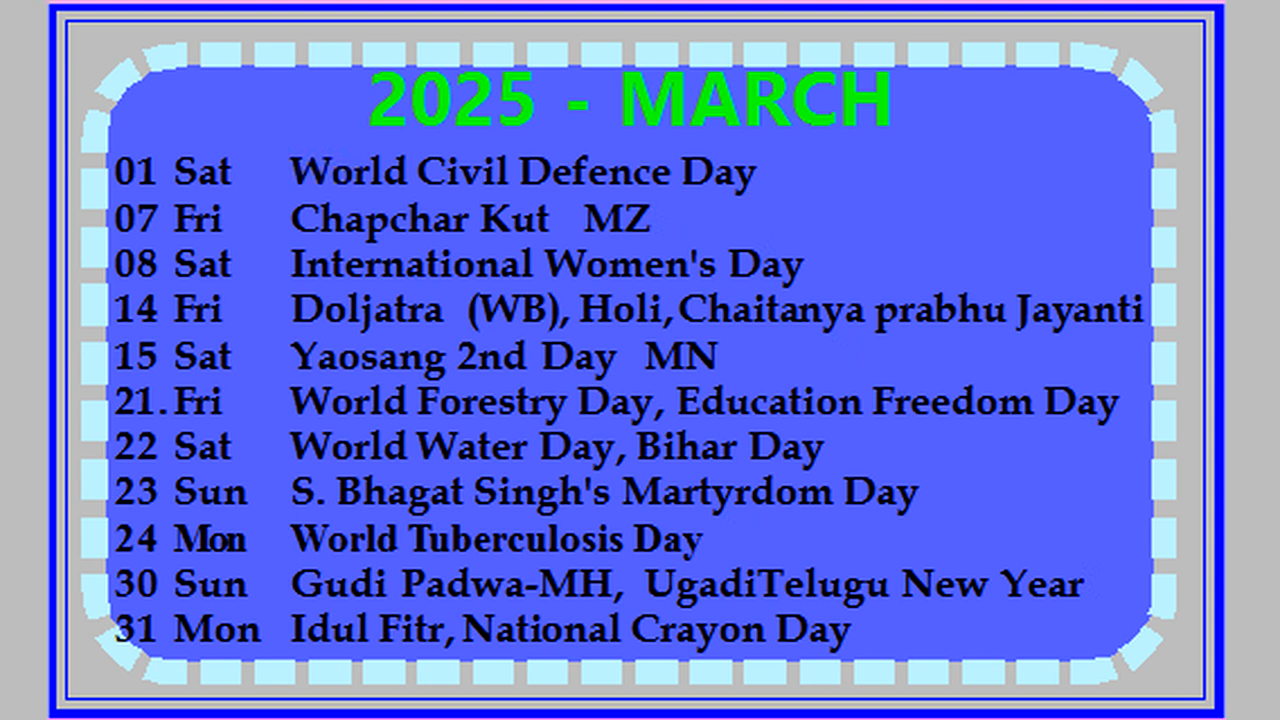 2025 - MARCH
01 Sat World Civil Defence Day
07 Fri Chapchar Kut MZ
08 Sat International Women's Day
14 Fri Doljatra (WB), Holi, Chaitanya prabhu Jayanti
15 Sat Yaosang 2nd Day MN
21. Fri World Forestry Day, Education Freedom Day
22 Sat World Water Day, Bihar Day
23 Sun S. Bhagat Singh's Martyrdom Day
24 Mon World Tuberculosis Day
30 Sun Gudi Padwa-MH, UgadiTelugu New Year
31 Mon Idul Fitr, National Crayon Day